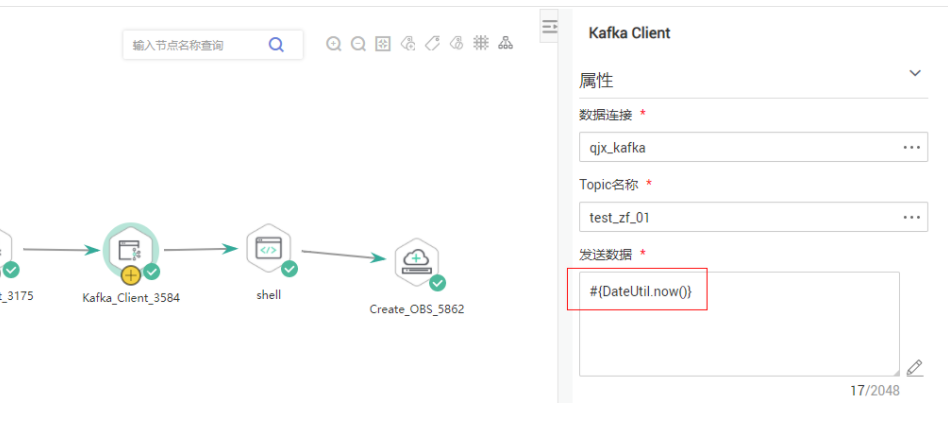 输入节点名称查询
t_3175
Kafka_Client_3584
shell
Create_OBS_5862
Kafka Client
属性
数据连接 *
qjx_kafka
...
Topic名称 *
test_zf_01
...
发送数据 *
#{DateUtil.now()}
17/2048